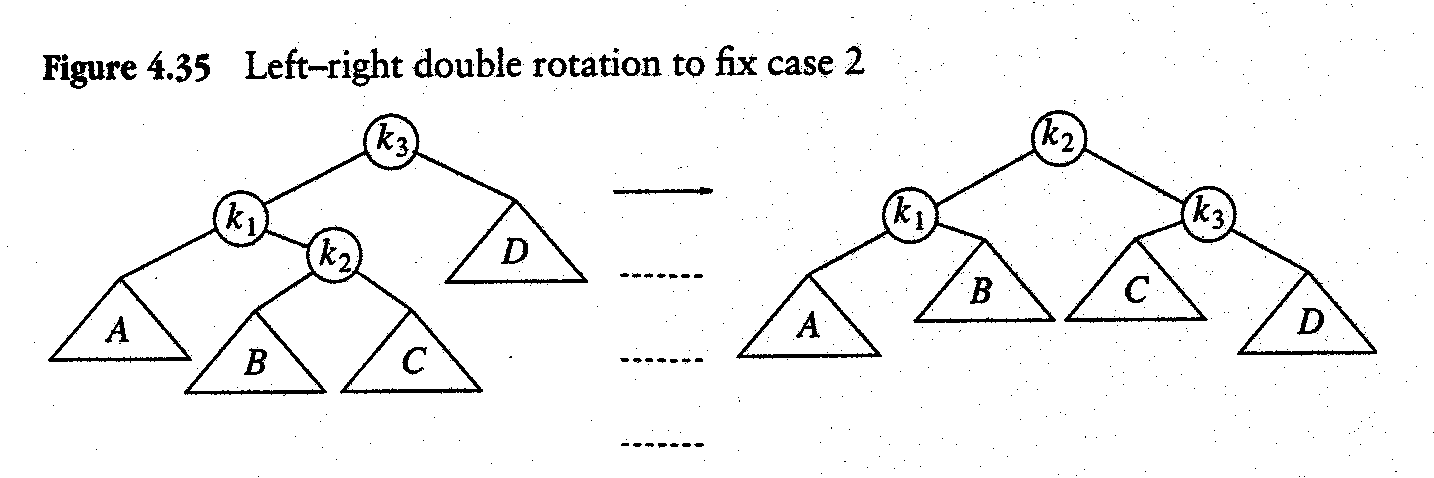 Figure 4.35 Left–right double rotation to fix case 2
k3
k2
k1
k1
k3
k2
D
B
C
A
A
D
B
C